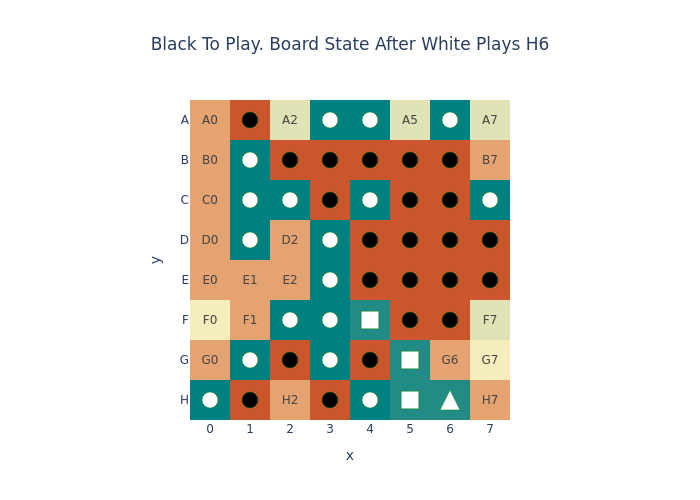 Black To Play. Board State After White Plays H6
A A0 A2 A5 A7
B B0 B7
C C0
D D0 D2
E E0 E1 E2
F F0 F1 F7
G G0 G6 G7
H H2 H7
0 1 2 3 4 5 6 7
x
y